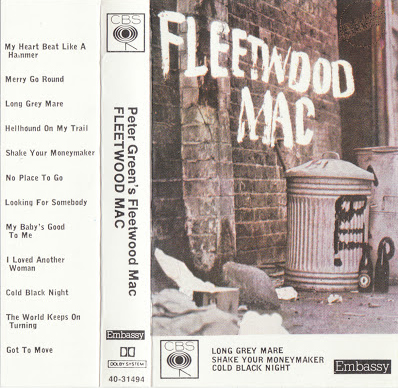 My Heart Beat Like A
Hammer
Merry Go Round
Long Grey Mare
Hellhound On My Trail
Shake Your Moneymaker
No Place To Go
Looking For Somebody
My Baby's Good
To Me
I Loved Another
Woman
Cold Black Night
The World Keeps On
Turning
Got To Move
CBS
Peter Green's Fleetwood Mac
FLEETWOOD MAC
Embassy
DOLBY SYSTEM
40-31494
FLEETWOOD
MAC
CBS
LONG GREY MARE
SHAKE YOUR MONEYMAKER
COLD BLACK NIGHT
Embassy